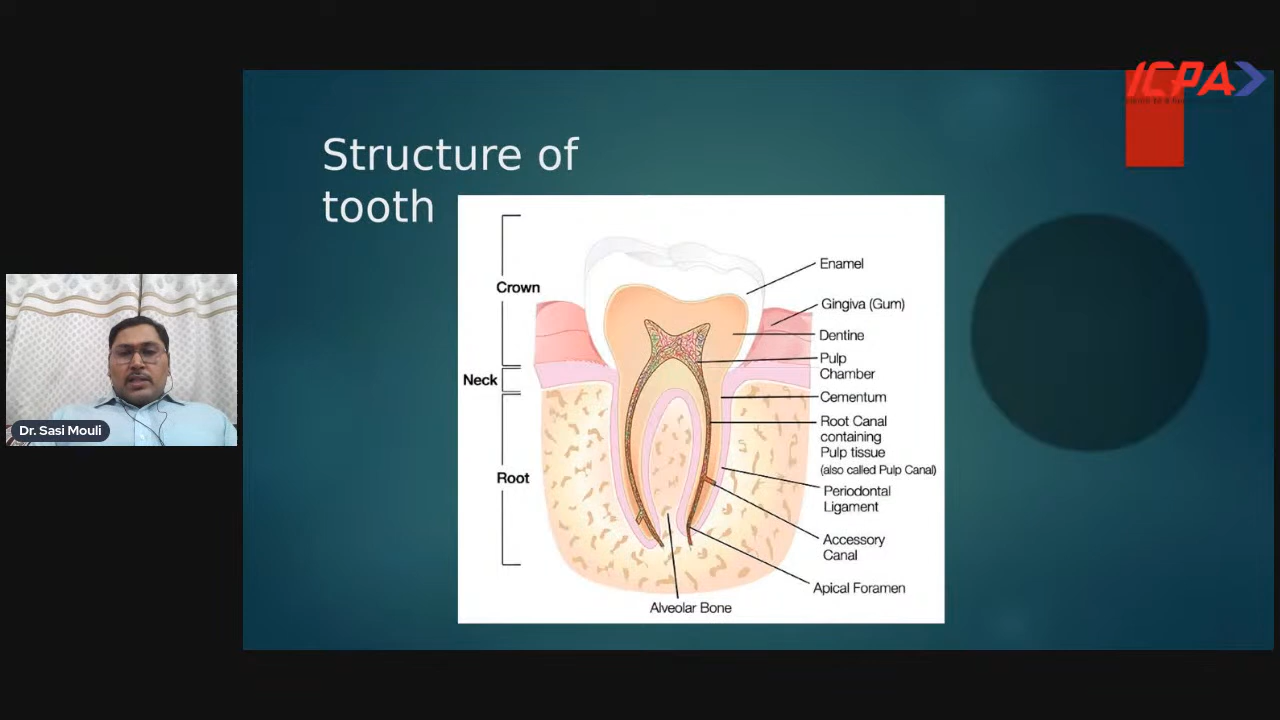 ICPA
Structure of
tooth
Crown
Neck
Root
Enamel
Gingiva (Gum)
Dentine
Pulp
Chamber
Cementum
Root Canal
containing
Pulp tissue
(also called Pulp Canal)
Periodontal
Ligament
Accessory
Canal
Apical Foramen
Alveolar Bone
Dr. Sasi Mouli